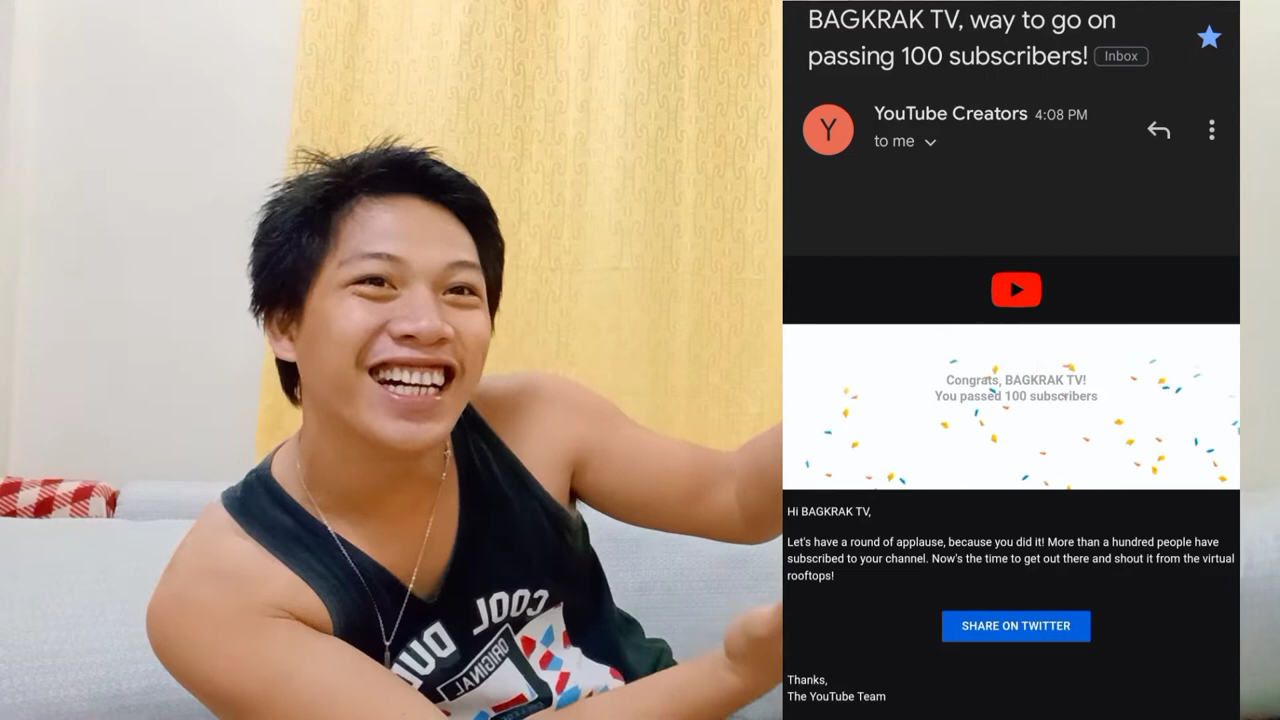 BAGKRAK TV, way to go on
passing 100 subscribers! Inbox
Y
YouTube Creators 4:08 PM
to me
Congrats, BAGKRAK TV!
You passed 100 subscribers
Hi BAGKRAK TV,
Let's have a round of applause, because you did it! More than a hundred people have
subscribed to your channel. Now's the time to get out there and shout it from the virtual
rooftops!
SHARE ON TWITTER
Thanks,
The YouTube Team
COOL
ORIGINAL